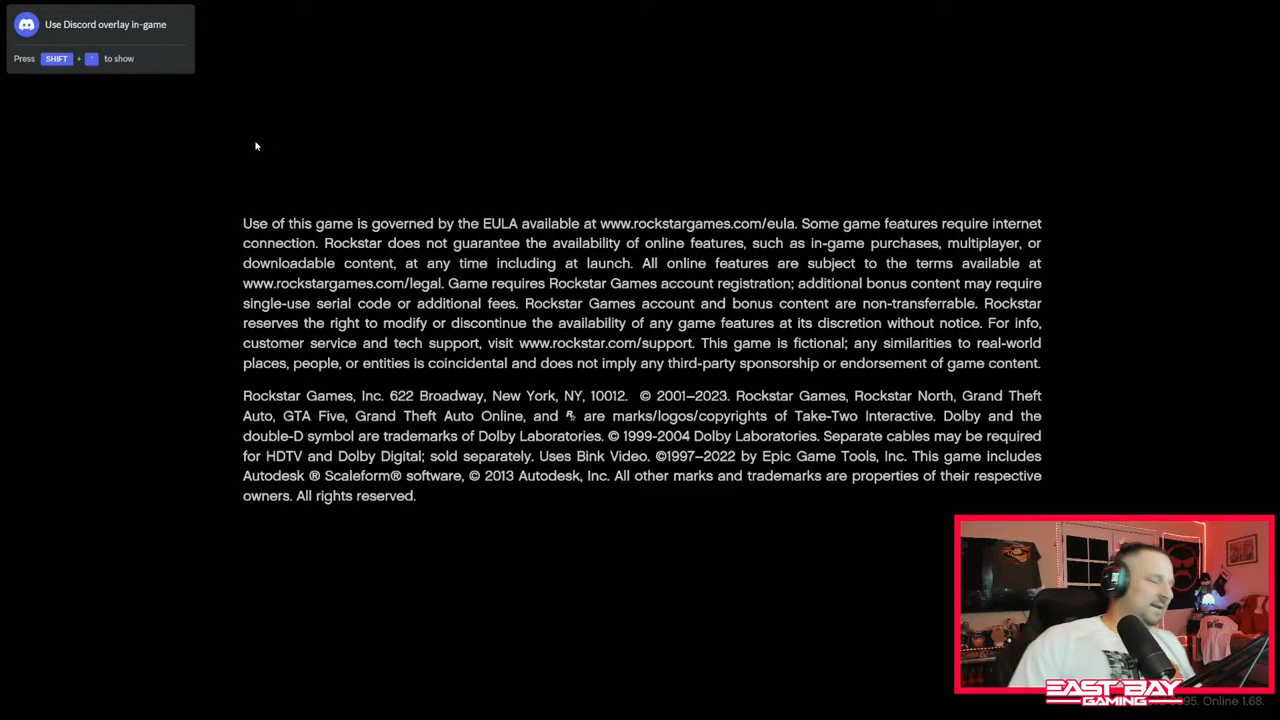 Use Discord overlay in-game
Press SHIFT + ` to show
Use of this game is governed by the EULA available at www.rockstargames.com/eula. Some game features require internet
connection. Rockstar does not guarantee the availability of online features, such as in-game purchases, multiplayer, or
downloadable content, at any time including at launch. All online features are subject to the terms available at
www.rockstargames.com/legal. Game requires Rockstar Games account registration; additional bonus content may require
single-use serial code or additional fees. Rockstar Games account and bonus content are non-transferrable. Rockstar
reserves the right to modify or discontinue the availability of any game features at its discretion without notice. For info,
customer service and tech support, visit www.rockstar.com/support. This game is fictional; any similarities to real-world
places, people, or entities is coincidental and does not imply any third-party sponsorship or endorsement of game content.
Rockstar Games, Inc. 622 Broadway, New York, NY, 10012. © 2001–2023. Rockstar Games, Rockstar North, Grand Theft
Auto, GTA Five, Grand Theft Auto Online, and R* are marks/logos/copyrights of Take-Two Interactive. Dolby and the
double-D symbol are trademarks of Dolby Laboratories. © 1999-2004 Dolby Laboratories. Separate cables may be required
for HDTV and Dolby Digital; sold separately. Uses Bink Video. ©1997–2022 by Epic Game Tools, Inc. This game includes
Autodesk ® Scaleform® software, © 2013 Autodesk, Inc. All other marks and trademarks are properties of their respective
owners. All rights reserved.
EAST BAY
GAMING
Online 1.68.